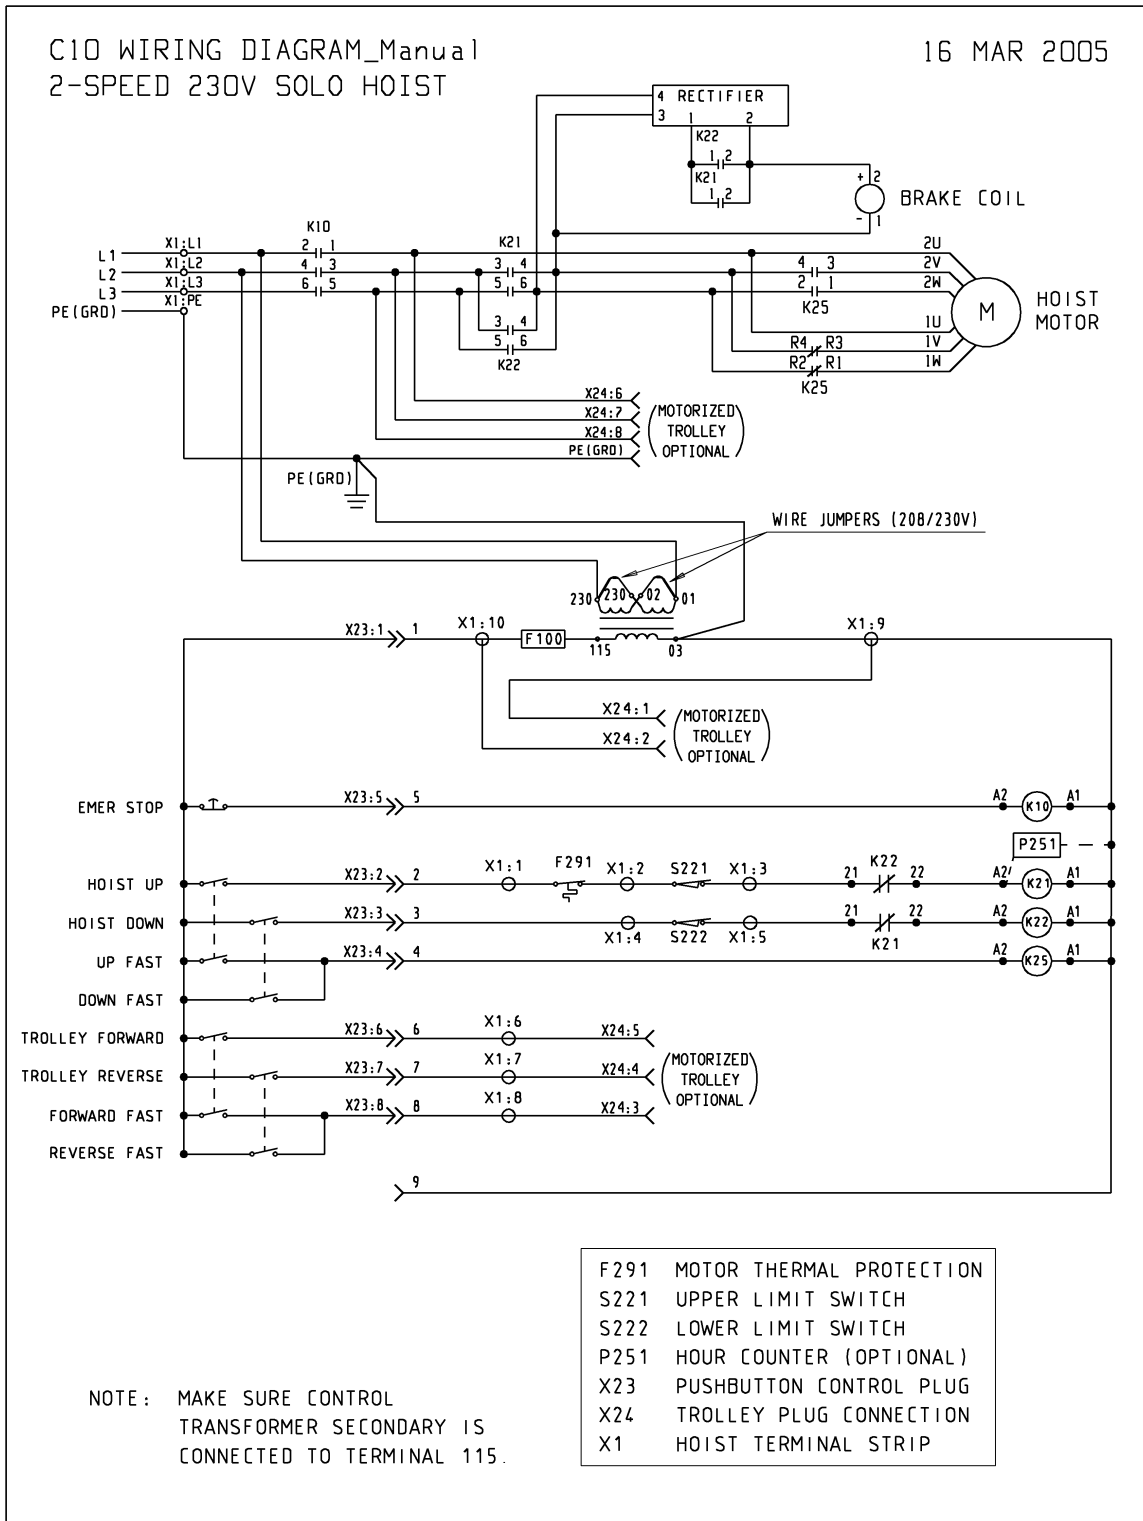 C10 WIRING DIAGRAM_Manual
16 MAR 2005
2-SPEED 230V SOLO HOIST
4 RECTIFIER
3
1 2
K22
1 2
K21
1 2
+ 2
BRAKE COIL
- 1
K10
K21
L1 X1:L1 2 1 2U
L2 X1:L2 4 3 3 4 4 3 2V
L3 X1:L3 6 5 5 6 2 1 2W
PE(GRD) X1:PE
K25
M
HOIST
MOTOR
3 4
5 6
K22
1U
R4 R3 1V
R2 R1 1W
K25
X24:6
X24:7
X24:8
PE(GRD)
(MOTORIZED
TROLLEY
OPTIONAL)
PE(GRD)
WIRE JUMPERS (208/230V)
230 230 02 01
X23:1 1 X1:10 F100 115 03 X1:9
X24:1
X24:2
(MOTORIZED
TROLLEY
OPTIONAL)
EMER STOP X23:5 5 A2 K10 A1
P251
HOIST UP X23:2 2 X1:1 F291 X1:2 S221 X1:3 21 K22 22 A2 K21 A1
HOIST DOWN X23:3 3 X1:4 S222 X1:5 21 K21 22 A2 K22 A1
UP FAST X23:4 4 A2 K25 A1
DOWN FAST
TROLLEY FORWARD X23:6 6 X1:6 X24:5
TROLLEY REVERSE X23:7 7 X1:7 X24:4
FORWARD FAST X23:8 8 X1:8 X24:3
(MOTORIZED
TROLLEY
OPTIONAL)
REVERSE FAST
9
F291 MOTOR THERMAL PROTECTION
S221 UPPER LIMIT SWITCH
S222 LOWER LIMIT SWITCH
P251 HOUR COUNTER (OPTIONAL)
X23 PUSHBUTTON CONTROL PLUG
X24 TROLLEY PLUG CONNECTION
X1 HOIST TERMINAL STRIP
NOTE: MAKE SURE CONTROL
TRANSFORMER SECONDARY IS
CONNECTED TO TERMINAL 115.